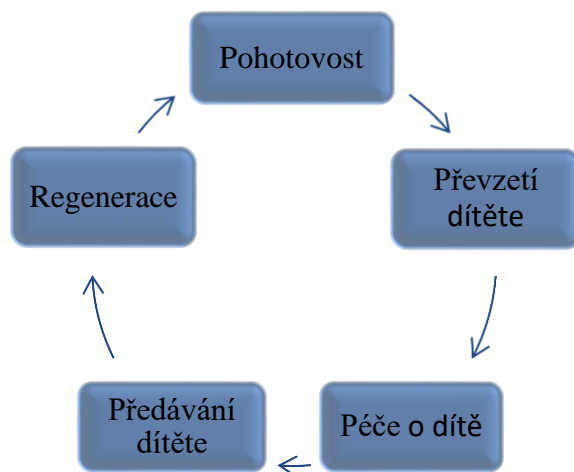 Pohotovost
Převzetí
dítěte
Péče o dítě
Předávání
dítěte
Regenerace